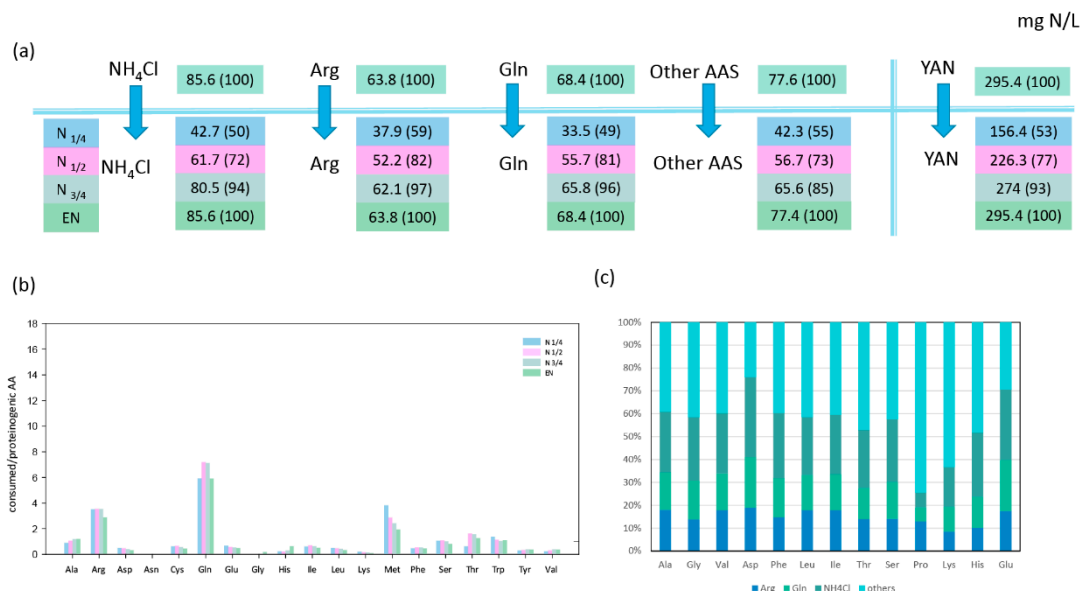 mg N/L
(a)
NH4Cl 85.6 (100) Arg 63.8 (100) Gln 68.4 (100) Other AAS 77.6 (100) YAN 295.4 (100)
N 1/4 42.7 (50) 37.9 (59) 33.5 (49) 42.3 (55) 156.4 (53)
N 1/2 NH4Cl 61.7 (72) Arg 52.2 (82) Gln 55.7 (81) Other AAS 56.7 (73) YAN 226.3 (77)
N 3/4 80.5 (94) 62.1 (97) 65.8 (96) 65.6 (85) 274 (93)
EN 85.6 (100) 63.8 (100) 68.4 (100) 77.4 (100) 295.4 (100)
(b)
consumed/proteinogenic AA
18
16
14
12
10
8
6
4
2
0
N 1/4
N 1/2
N 3/4
EN
Ala Arg Asp Asn Cys Gln Glu Gly His Ile Leu Lys Met Phe Ser Thr Trp Tyr Val
(c)
100%
90%
80%
70%
60%
50%
40%
30%
20%
10%
0%
Ala Gly Val Asp Phe Leu Ile Thr Ser Pro Lys His Glu
Arg Gln NH4Cl others